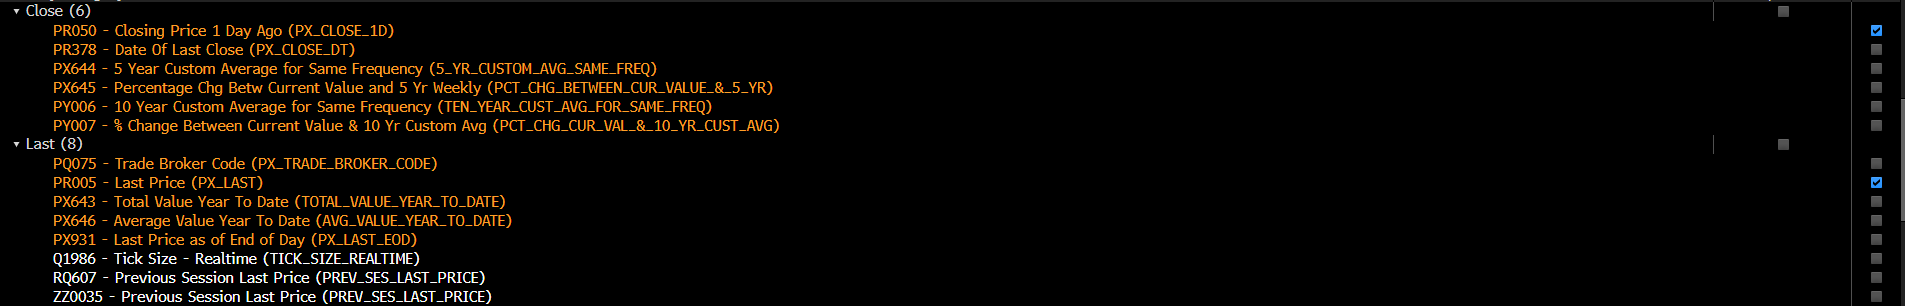 Close (6)
PR050 - Closing Price 1 Day Ago (PX_CLOSE_1D)
PR378 - Date Of Last Close (PX_CLOSE_DT)
PX644 - 5 Year Custom Average for Same Frequency (5_YR_CUSTOM_AVG_SAME_FREQ)
PX645 - Percentage Chg Betw Current Value and 5 Yr Weekly (PCT_CHG_BETWEEN_CUR_VALUE_&_5_YR)
PY006 - 10 Year Custom Average for Same Frequency (TEN_YEAR_CUST_AVG_FOR_SAME_FREQ)
PY007 - % Change Between Current Value & 10 Yr Custom Avg (PCT_CHG_CUR_VAL_&_10_YR_CUST_AVG)
Last (8)
PQ075 - Trade Broker Code (PX_TRADE_BROKER_CODE)
PR005 - Last Price (PX_LAST)
PX643 - Total Value Year To Date (TOTAL_VALUE_YEAR_TO_DATE)
PX646 - Average Value Year To Date (AVG_VALUE_YEAR_TO_DATE)
PX931 - Last Price as of End of Day (PX_LAST_EOD)
Q1986 - Tick Size - Realtime (TICK_SIZE_REALTIME)
RQ607 - Previous Session Last Price (PREV_SES_LAST_PRICE)
ZZ0035 - Previous Session Last Price (PREV_SES_LAST_PRICE)